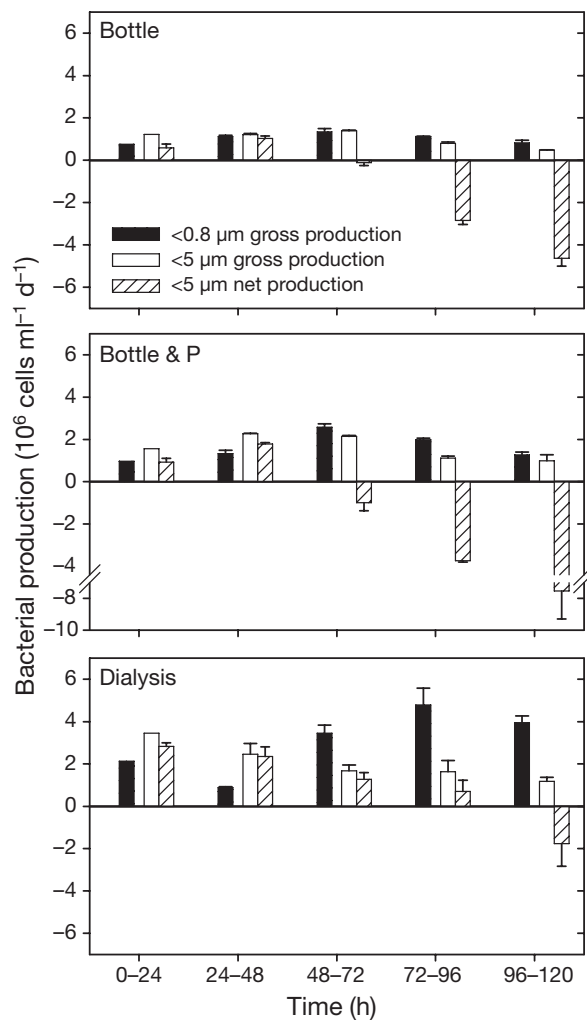 Bacterial production (10⁶ cells ml⁻¹ d⁻¹)
Bottle
6
4
2
0
−2
−4
−6
<0.8 µm gross production
<5 µm gross production
<5 µm net production
Bottle & P
6
4
2
0
−2
−4
−8
−10
Dialysis
6
4
2
0
−2
−4
−6
0–24 24–48 48–72 72–96 96–120
Time (h)